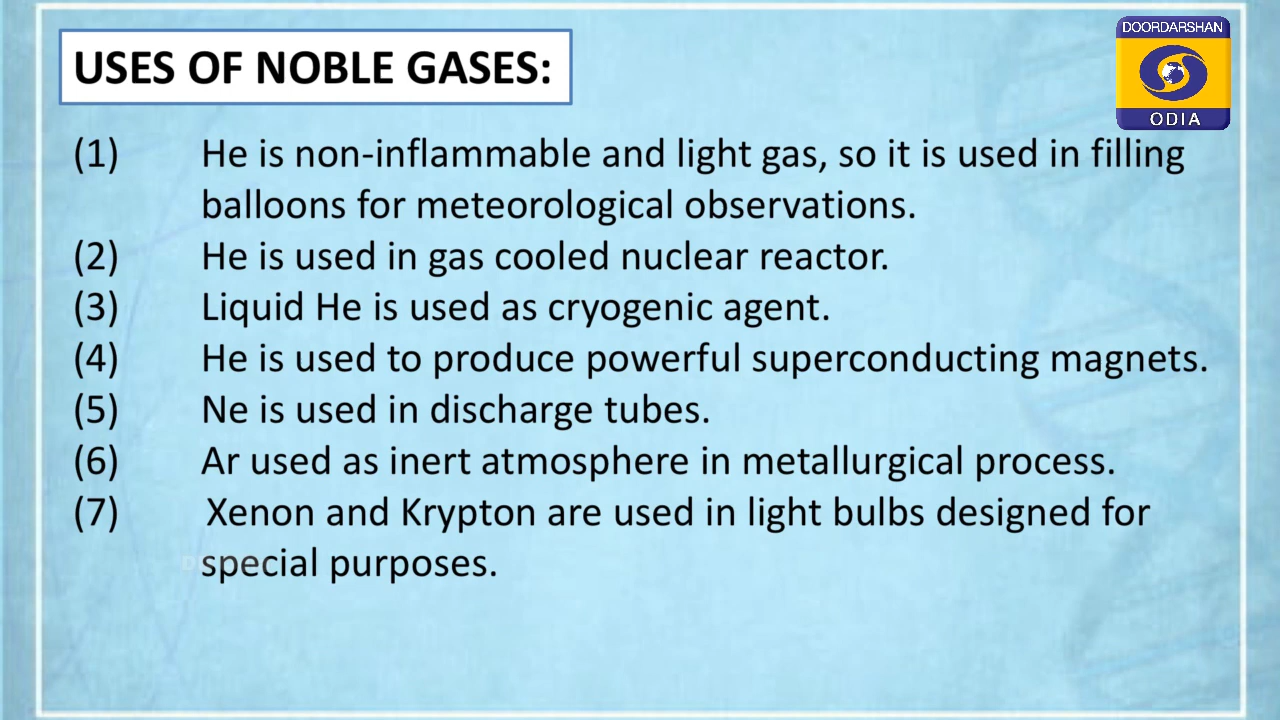 USES OF NOBLE GASES:
DOORDARSHAN
ODIA
(1) He is non-inflammable and light gas, so it is used in filling
balloons for meteorological observations.
(2) He is used in gas cooled nuclear reactor.
(3) Liquid He is used as cryogenic agent.
(4) He is used to produce powerful superconducting magnets.
(5) Ne is used in discharge tubes.
(6) Ar used as inert atmosphere in metallurgical process.
(7) Xenon and Krypton are used in light bulbs designed for
special purposes.